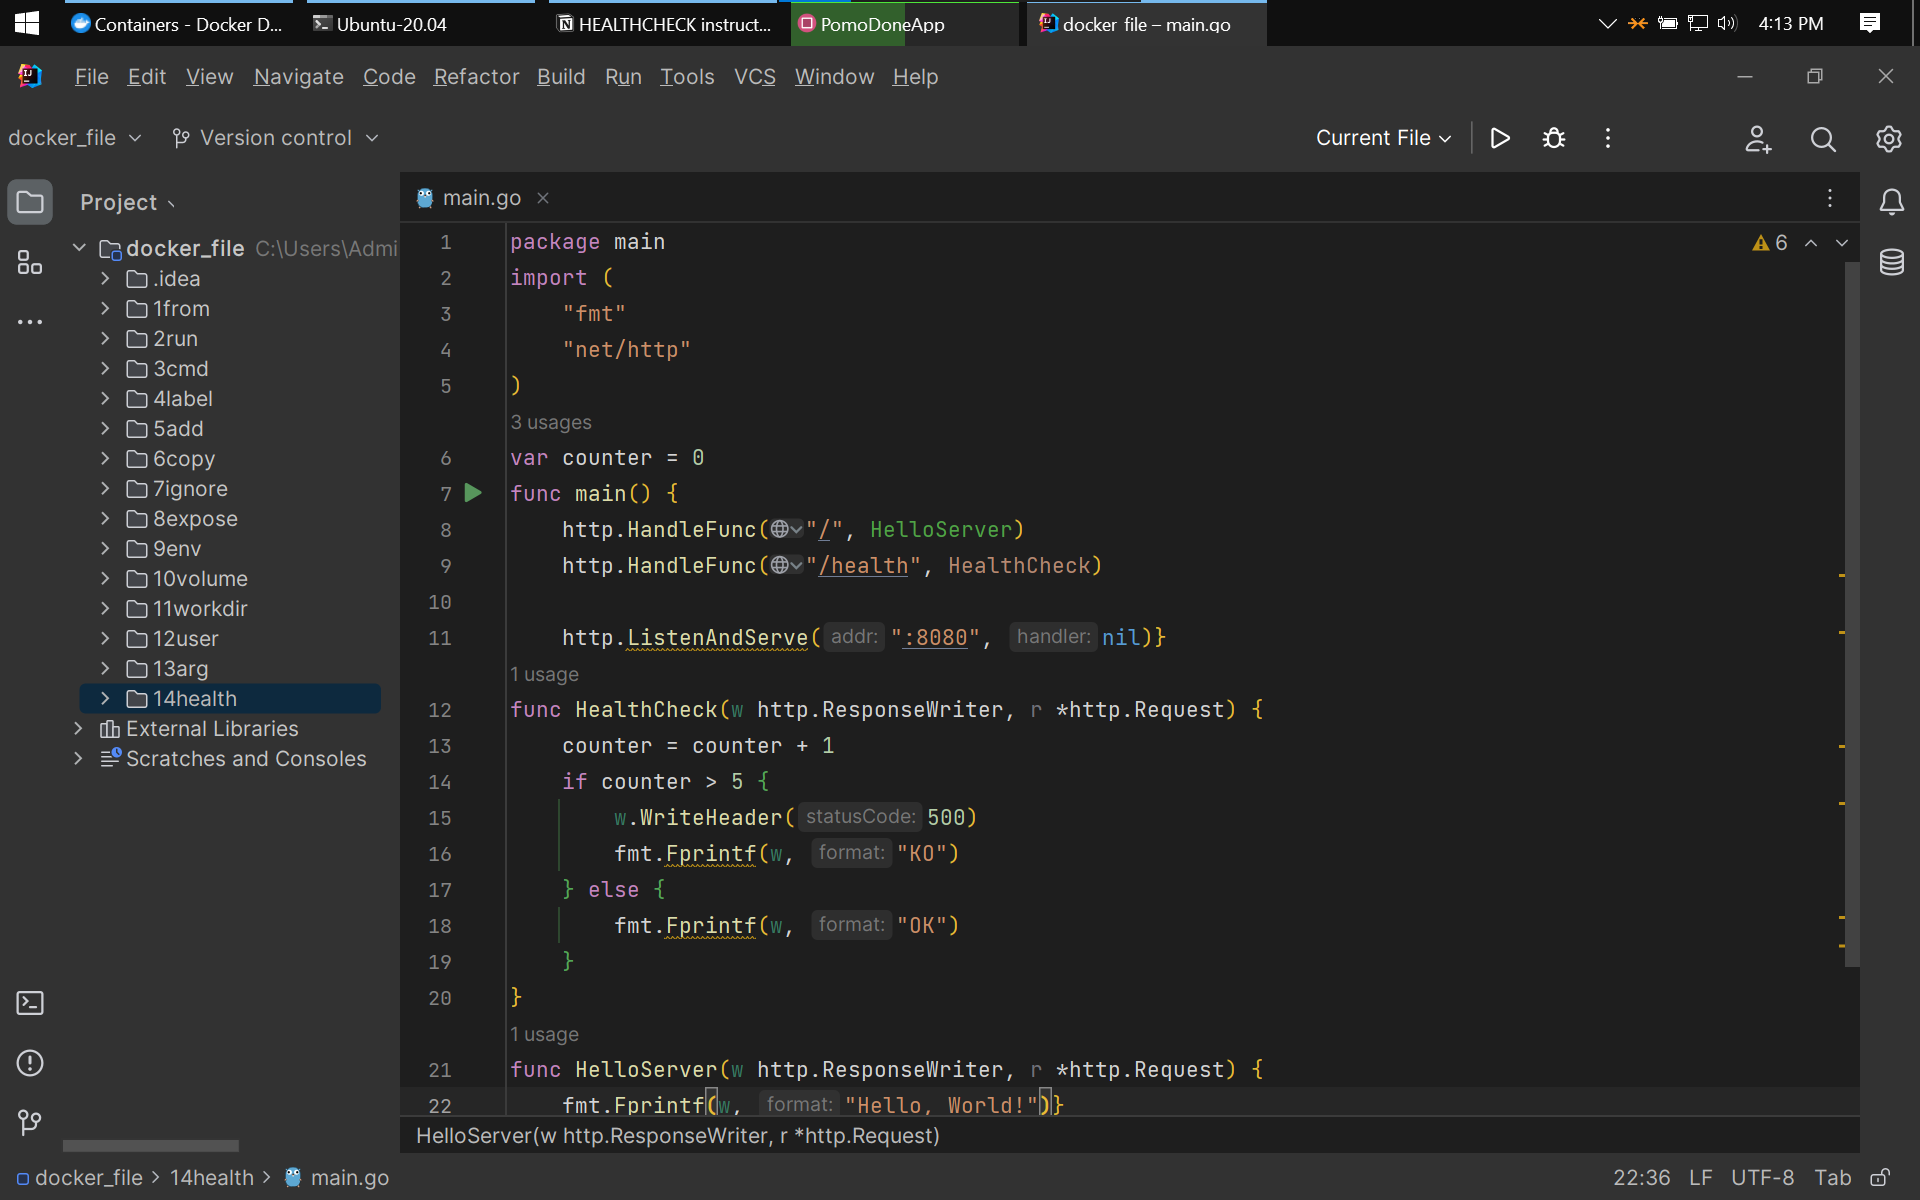 Containers - Docker D...
Ubuntu-20.04
HEALTHCHECK instruct...
PomoDoneApp
docker_file – main.go
4:13 PM
File Edit View Navigate Code Refactor Build Run Tools VCS Window Help
docker_file
Version control
Current File
Project
main.go
docker_file C:\Users\Admi
.idea
1from
2run
3cmd
4label
5add
6copy
7ignore
8expose
9env
10volume
11workdir
12user
13arg
14health
External Libraries
Scratches and Consoles
6
1 package main
2 import (
3 "fmt"
4 "net/http"
5 )
3 usages
6 var counter = 0
7 func main() {
8 http.HandleFunc("/", HelloServer)
9 http.HandleFunc("/health", HealthCheck)
10
11 http.ListenAndServe( addr: ":8080", handler: nil)}
1 usage
12 func HealthCheck(w http.ResponseWriter, r *http.Request) {
13 counter = counter + 1
14 if counter > 5 {
15 w.WriteHeader( statusCode: 500)
16 fmt.Fprintf(w, format: "KO")
17 } else {
18 fmt.Fprintf(w, format: "OK")
19 }
20 }
1 usage
21 func HelloServer(w http.ResponseWriter, r *http.Request) {
22 fmt.Fprintf(w, format: "Hello, World!")}
HelloServer(w http.ResponseWriter, r *http.Request)
docker_file > 14health > main.go
22:36 LF UTF-8 Tab